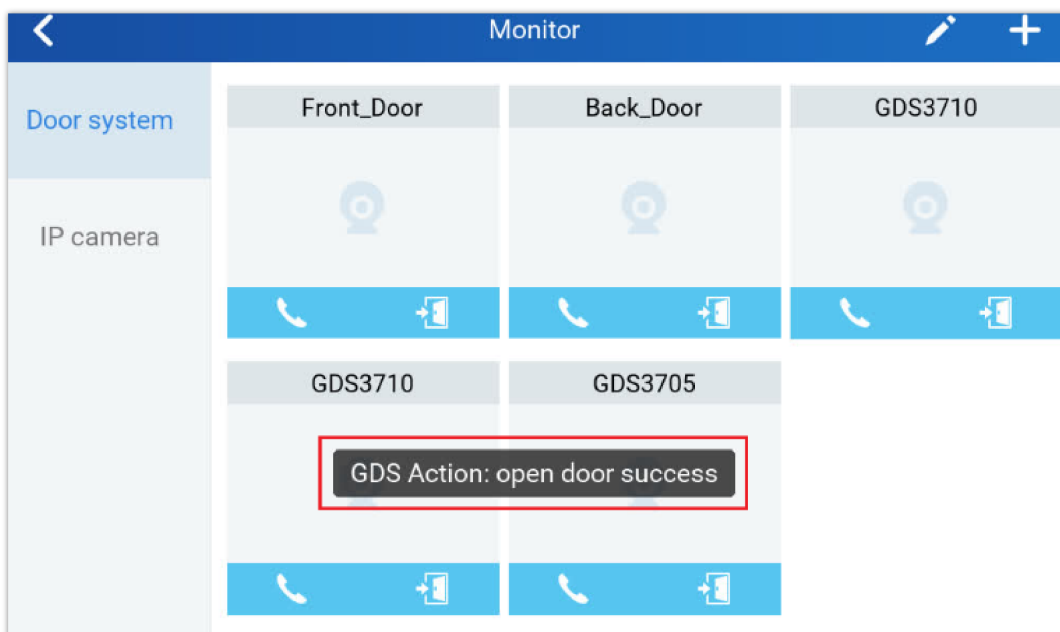 Monitor
Door system
IP camera
Front_Door
Back_Door
GDS3710
GDS3710
GDS3705
GDS Action: open door success